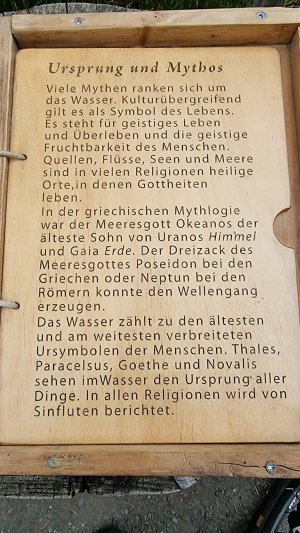 Ursprung und Mythos
Viele Mythen ranken sich um
das Wasser. Kulturübergreifend
gilt es als Symbol des Lebens.
Es steht für geistiges Leben
und Überleben und die geistige
Fruchtbarkeit des Menschen.
Quellen, Flüsse, Seen und Meere
sind in vielen Religionen heilige
Orte,in denen Gottheiten
leben.
In der griechischen Mythlogie
war der Meeresgott Okeanos der
älteste Sohn von Uranos Himmel
und Gaia Erde. Der Dreizack des
Meeresgottes Poseidon bei den
Griechen oder Neptun bei den
Römern konnte den Wellengang
erzeugen.
Das Wasser zählt zu den ältesten
und am weitesten verbreiteten
Ursymbolen der Menschen. Thales,
Paracelsus, Goethe und Novalis
sehen imWasser den Ursprung aller
Dinge. In allen Religionen wird von
Sinfluten berichtet.